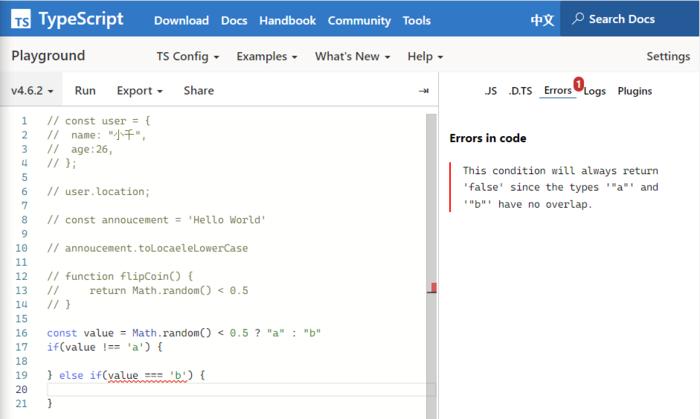 TS TypeScript Download Docs Handbook Community Tools 中文 Search Docs
Playground TS Config Examples What's New Help Settings
v4.6.2 Run Export Share .JS .D.TS Errors 1 Logs Plugins
1 // const user = {
2 //  name: "小千",
3 //  age:26,
4 // };
5
6 // user.location;
7
8 // const annoucement = 'Hello World'
9
10 // annoucement.toLocaeleLowerCase
11
12 // function flipCoin() {
13 //     return Math.random() < 0.5
14 // }
15
16 const value = Math.random() < 0.5 ? "a" : "b"
17 if(value !== 'a') {
18
19 } else if(value === 'b') {
20
21 }
Errors in code
This condition will always return
'false' since the types '"a"' and
'"b"' have no overlap.